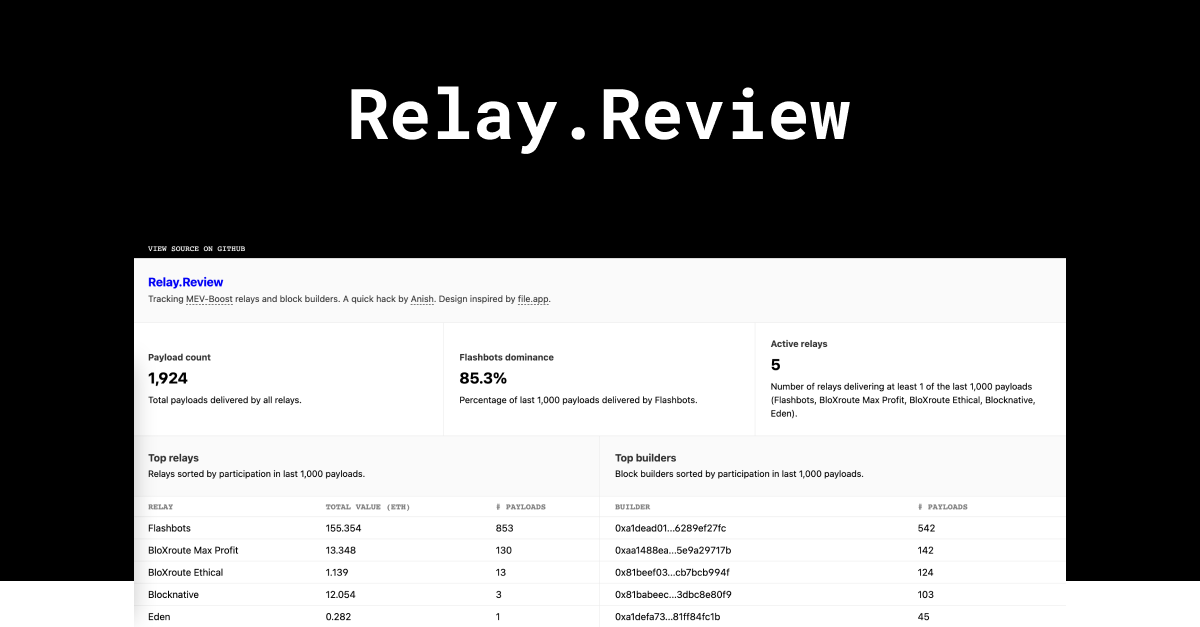 Relay.Review
VIEW SOURCE ON GITHUB
Relay.Review
Tracking MEV-Boost relays and block builders. A quick hack by Anish. Design inspired by file.app.
Payload count
1,924
Total payloads delivered by all relays.
Flashbots dominance
85.3%
Percentage of last 1,000 payloads delivered by Flashbots.
Active relays
5
Number of relays delivering at least 1 of the last 1,000 payloads
(Flashbots, BloXroute Max Profit, BloXroute Ethical, Blocknative,
Eden).
Top relays
Relays sorted by participation in last 1,000 payloads.
RELAY TOTAL VALUE (ETH) # PAYLOADS
Flashbots 155.354 853
BloXroute Max Profit 13.348 130
BloXroute Ethical 1.139 13
Blocknative 12.054 3
Eden 0.282 1
Top builders
Block builders sorted by participation in last 1,000 payloads.
BUILDER # PAYLOADS
0xa1dead01...6289ef27fc 542
0xaa1488ea...5e9a29717b 142
0x81beef03...cb7bcb994f 124
0x81babeec...3dbc8e80f9 103
0xa1defa73...81ff84fc1b 45